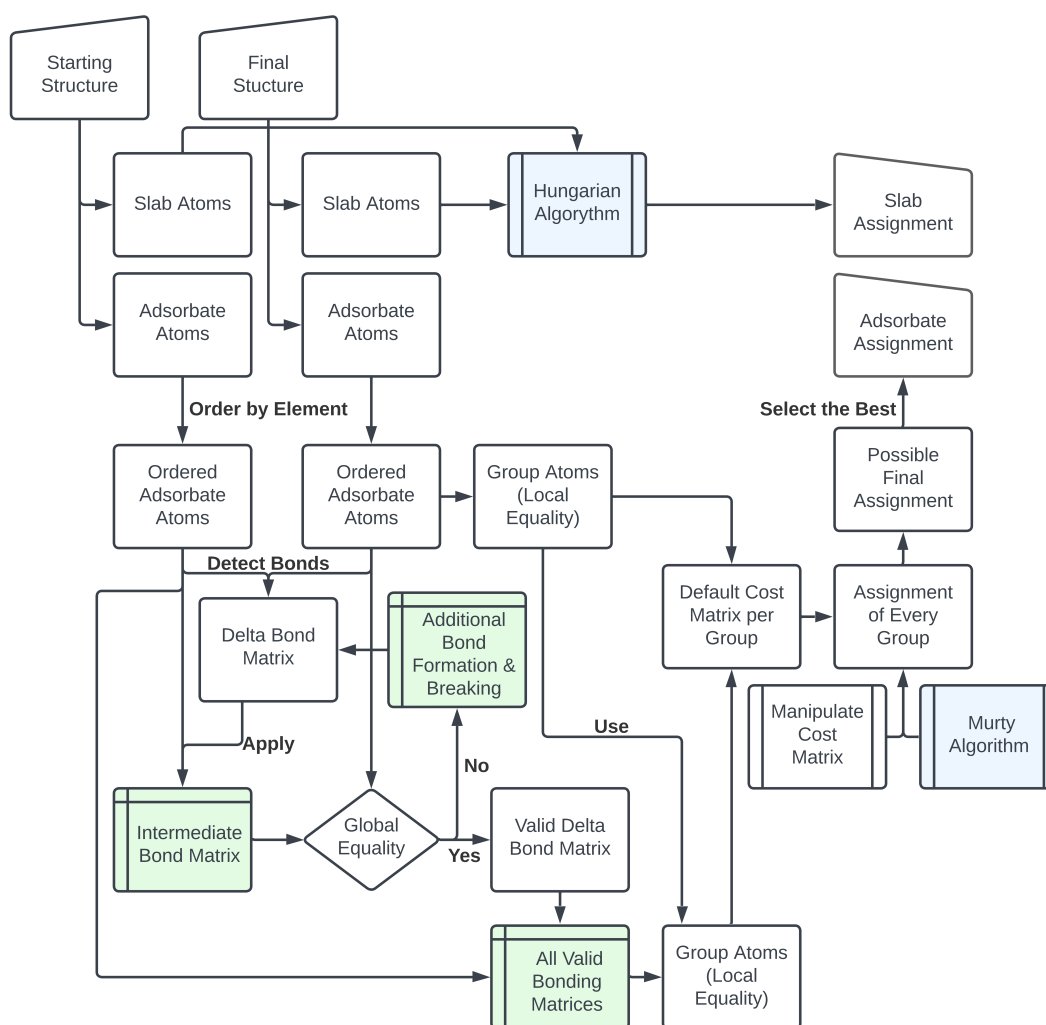 Starting
Structure
Final
Stucture
Slab Atoms
Slab Atoms
Hungarian
Algorythm
Slab
Assignment
Adsorbate
Atoms
Adsorbate
Atoms
Adsorbate
Assignment
Order by Element
Select the Best
Ordered
Adsorbate
Atoms
Ordered
Adsorbate
Atoms
Group Atoms
(Local
Equality)
Possible
Final
Assignment
Detect Bonds
Delta Bond
Matrix
Additional
Bond
Formation &
Breaking
Default Cost
Matrix per
Group
Assignment
of Every
Group
Apply
Use
No
Manipulate
Cost
Matrix
Murty
Algorithm
Intermediate
Bond Matrix
Global
Equality
Yes
Valid Delta
Bond Matrix
All Valid
Bonding
Matrices
Group Atoms
(Local
Equality)